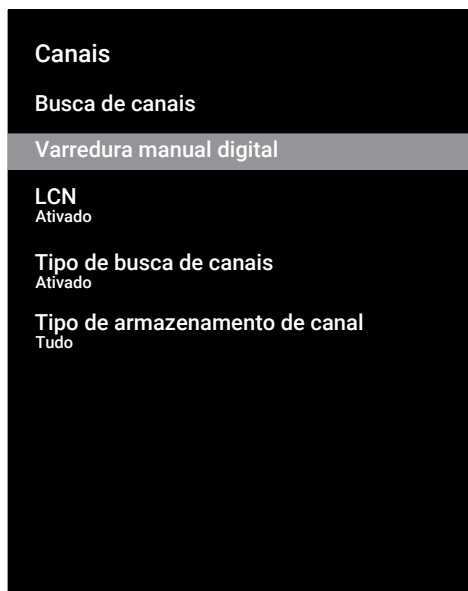 Canais
Busca de canais
Varredura manual digital
LCN
Ativado
Tipo de busca de canais
Ativado
Tipo de armazenamento de canal
Tudo